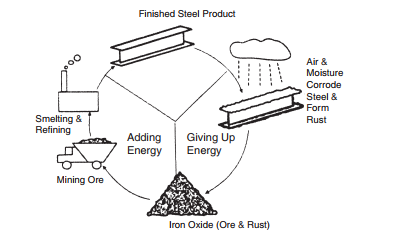 Finished Steel Product
Air &
Moisture
Corrode
Steel &
Form
Rust
Smelting &
Refining
Adding
Energy
Giving Up
Energy
Mining Ore
Iron Oxide (Ore & Rust)